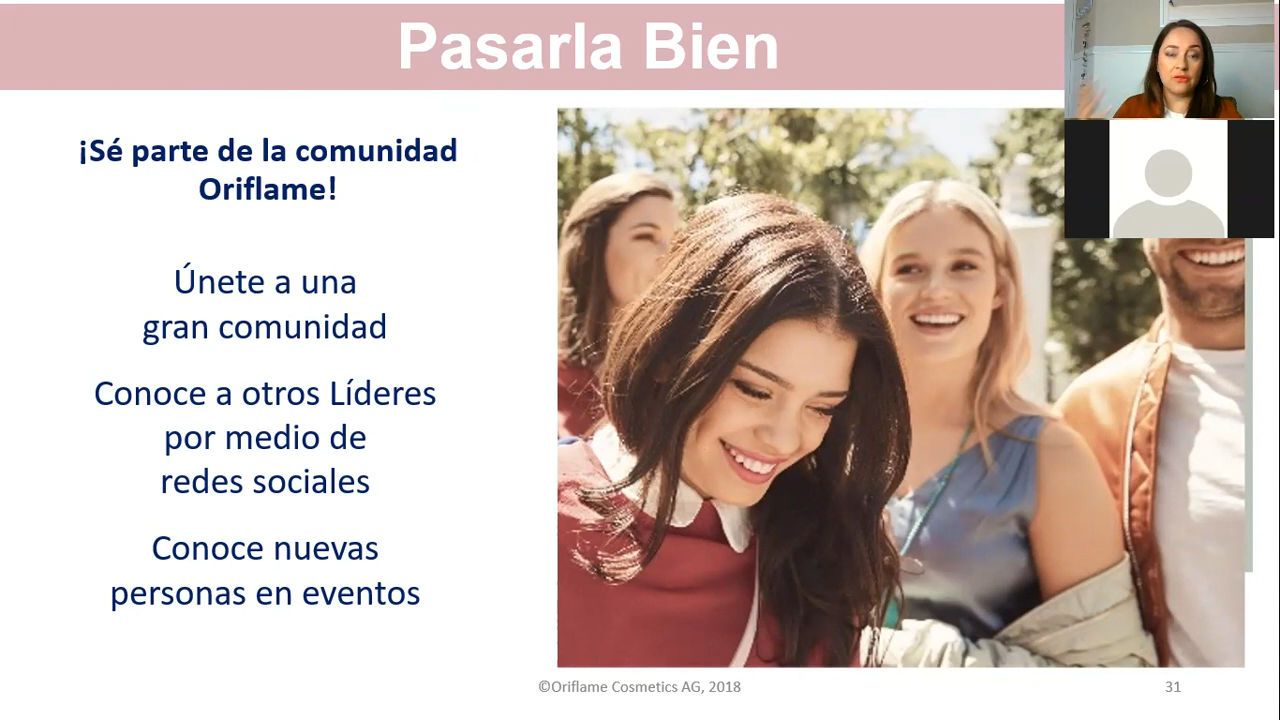 Pasarla Bien
¡Sé parte de la comunidad
Oriflame!
Únete a una
gran comunidad
Conoce a otros Líderes
por medio de
redes sociales
Conoce nuevas
personas en eventos
©Oriflame Cosmetics AG, 2018
31